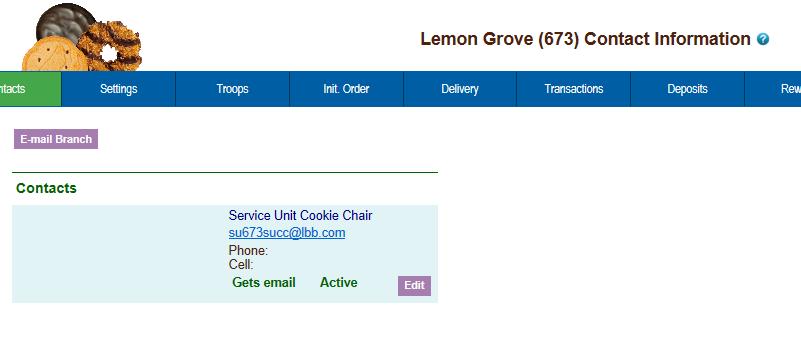 Lemon Grove (673) Contact Information ?
ntacts Settings Troops Init. Order Delivery Transactions Deposits Rew
E-mail Branch
Contacts
Service Unit Cookie Chair
su673succ@lbb.com
Phone:
Cell:
Gets email Active Edit